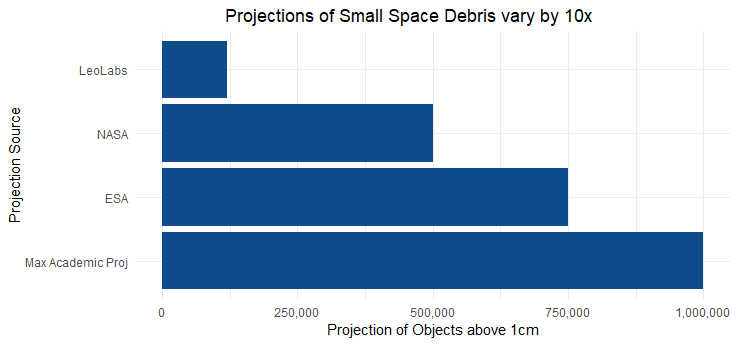 Projections of Small Space Debris vary by 10x
Projection Source
LeoLabs
NASA
ESA
Max Academic Proj
0 250,000 500,000 750,000 1,000,000
Projection of Objects above 1cm